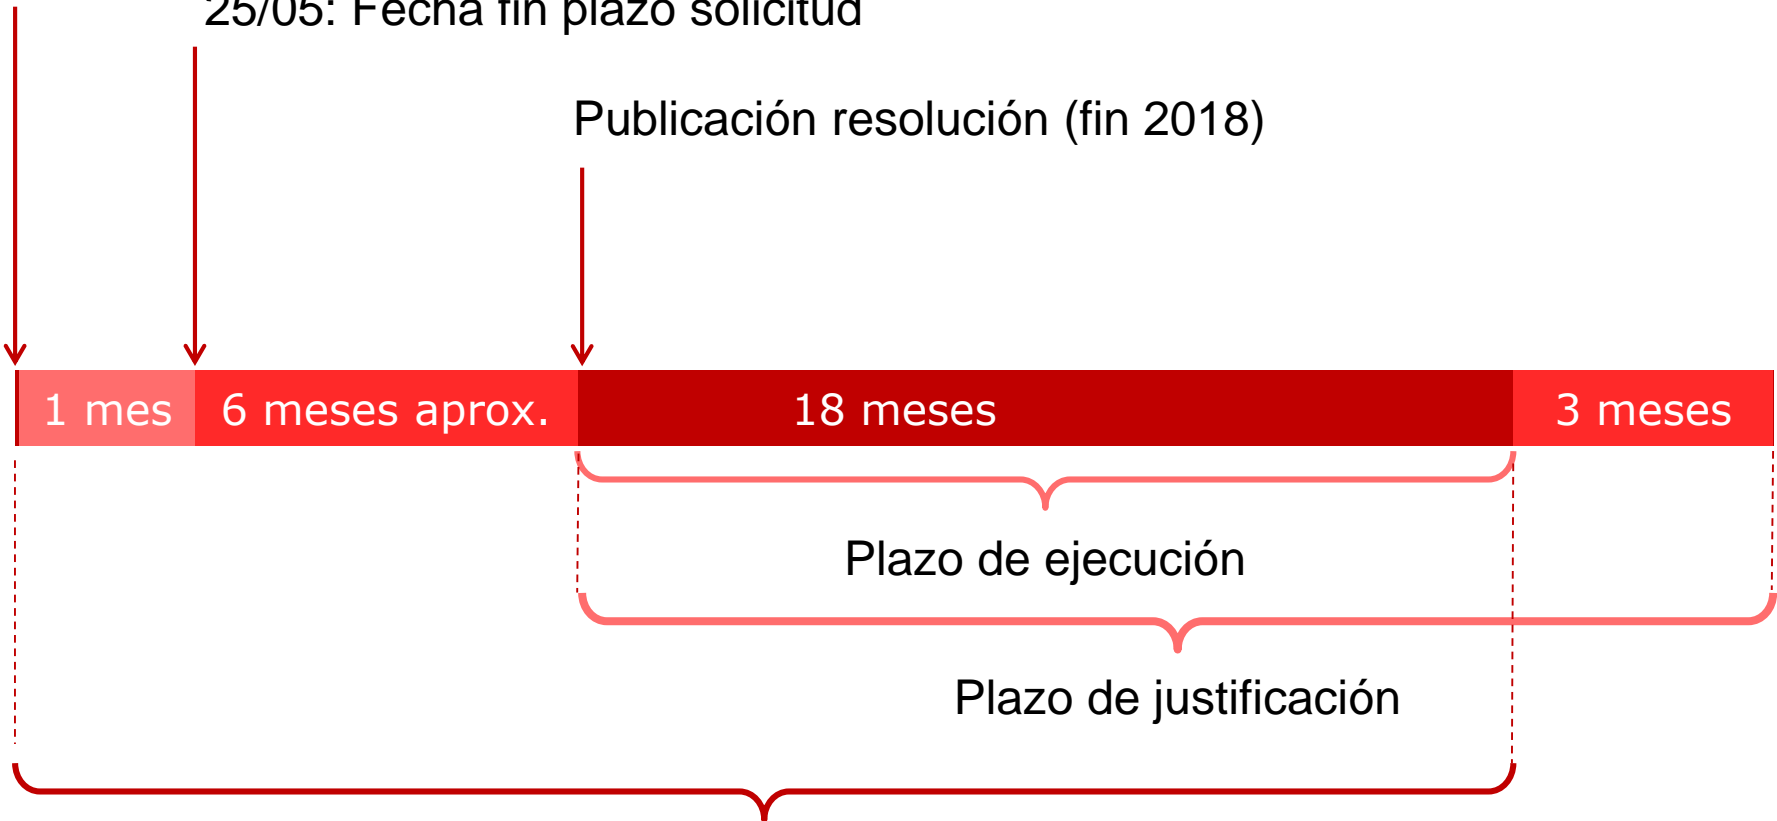 25/05: Fecha fin plazo solicitud
Publicación resolución (fin 2018)
1 mes
6 meses aprox.
18 meses
3 meses
Plazo de ejecución
Plazo de justificación